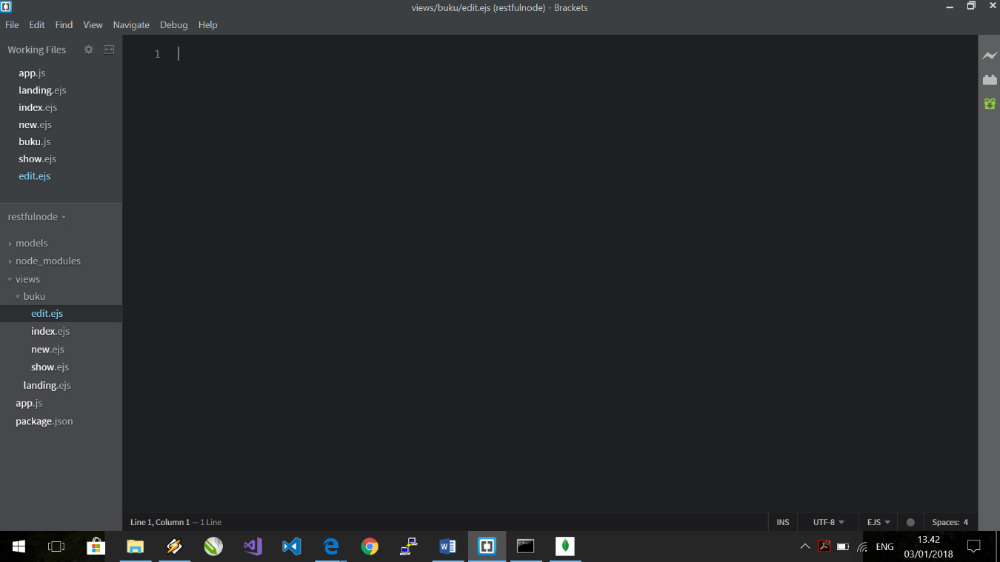 views/buku/edit.ejs (restfulnode) - Brackets
File Edit Find View Navigate Debug Help
Working Files
app.js
landing.ejs
index.ejs
new.ejs
buku.js
show.ejs
edit.ejs
restfulnode
models
node_modules
views
buku
edit.ejs
index.ejs
new.ejs
show.ejs
landing.ejs
app.js
package.json
1
Line 1, Column 1 — 1 Line
INS UTF-8 EJS Spaces: 4
ENG
13.42
03/01/2018